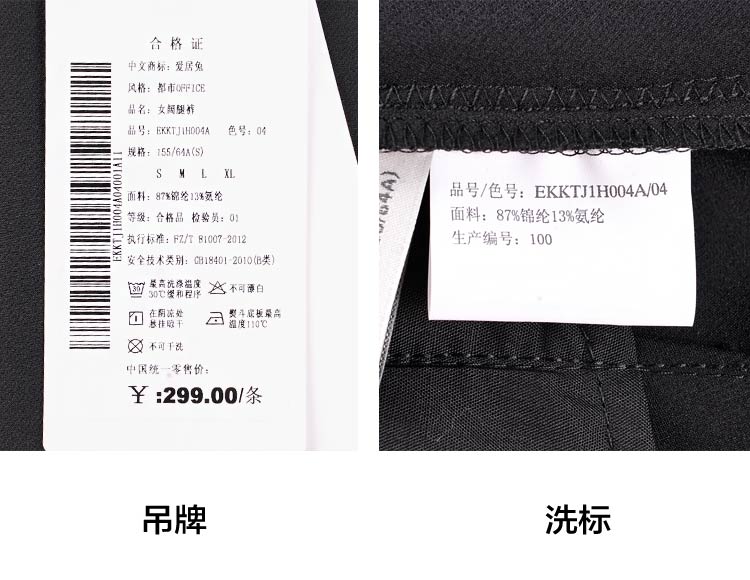 合格证
中文商标：爱居兔
风格：都市OFFICE
品名：女阔腿裤
品号：EKKTJ1H004A 色号：04
规格：155/64A(S)
S M L XL
面料：87%锦纶13%氨纶
等级：合格品 检验员：01
执行标准：FZ/T 81007-2012
安全技术类别：GB18401-2010(B类)
最高洗涤温度
30℃缓和程序
不可漂白
在阴凉处
悬挂晾干
熨斗底板最高
温度110℃
不可干洗
中国统一零售价：
￥:299.00/条
EKKTJ1H004A04001A11
品号/色号：EKKTJ1H004A/04
面料：87%锦纶13%氨纶
生产编号：100
吊牌
洗标